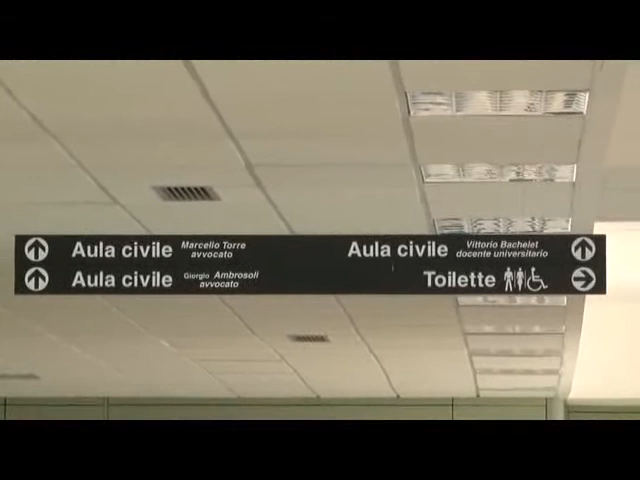 Aula civile Marcello Torre
avvocato
Aula civile Giorgio Ambrosoli
avvocato
Aula civile Vittorio Bachelet
docente universitario
Toilette